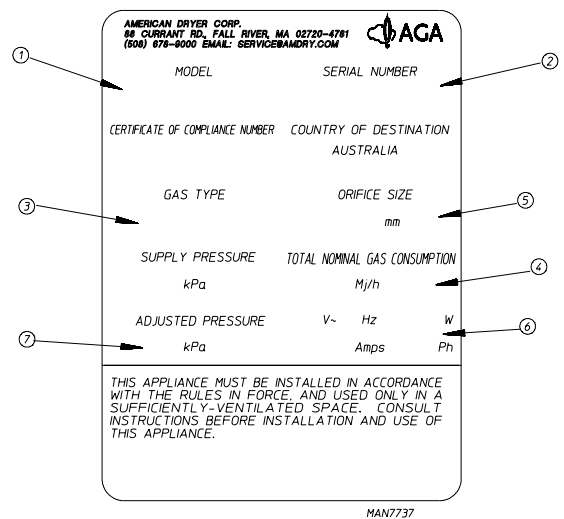 AMERICAN DRYER CORP.
88 CURRANT RD., FALL RIVER, MA 02720-4781
(508) 678-9000 EMAIL: SERVICE@AMDRY.COM
AGA
1
2
MODEL
SERIAL NUMBER
CERTIFICATE OF COMPLIANCE NUMBER
COUNTRY OF DESTINATION
AUSTRALIA
GAS TYPE
ORIFICE SIZE
3
5
mm
SUPPLY PRESSURE
TOTAL NOMINAL GAS CONSUMPTION
4
kPa
Mj/h
ADJUSTED PRESSURE
V~ Hz W
6
7
kPa
Amps Ph
THIS APPLIANCE MUST BE INSTALLED IN ACCORDANCE
WITH THE RULES IN FORCE, AND USED ONLY IN A
SUFFICIENTLY-VENTILATED SPACE. CONSULT
INSTRUCTIONS BEFORE INSTALLATION AND USE OF
THIS APPLIANCE.
MAN7737